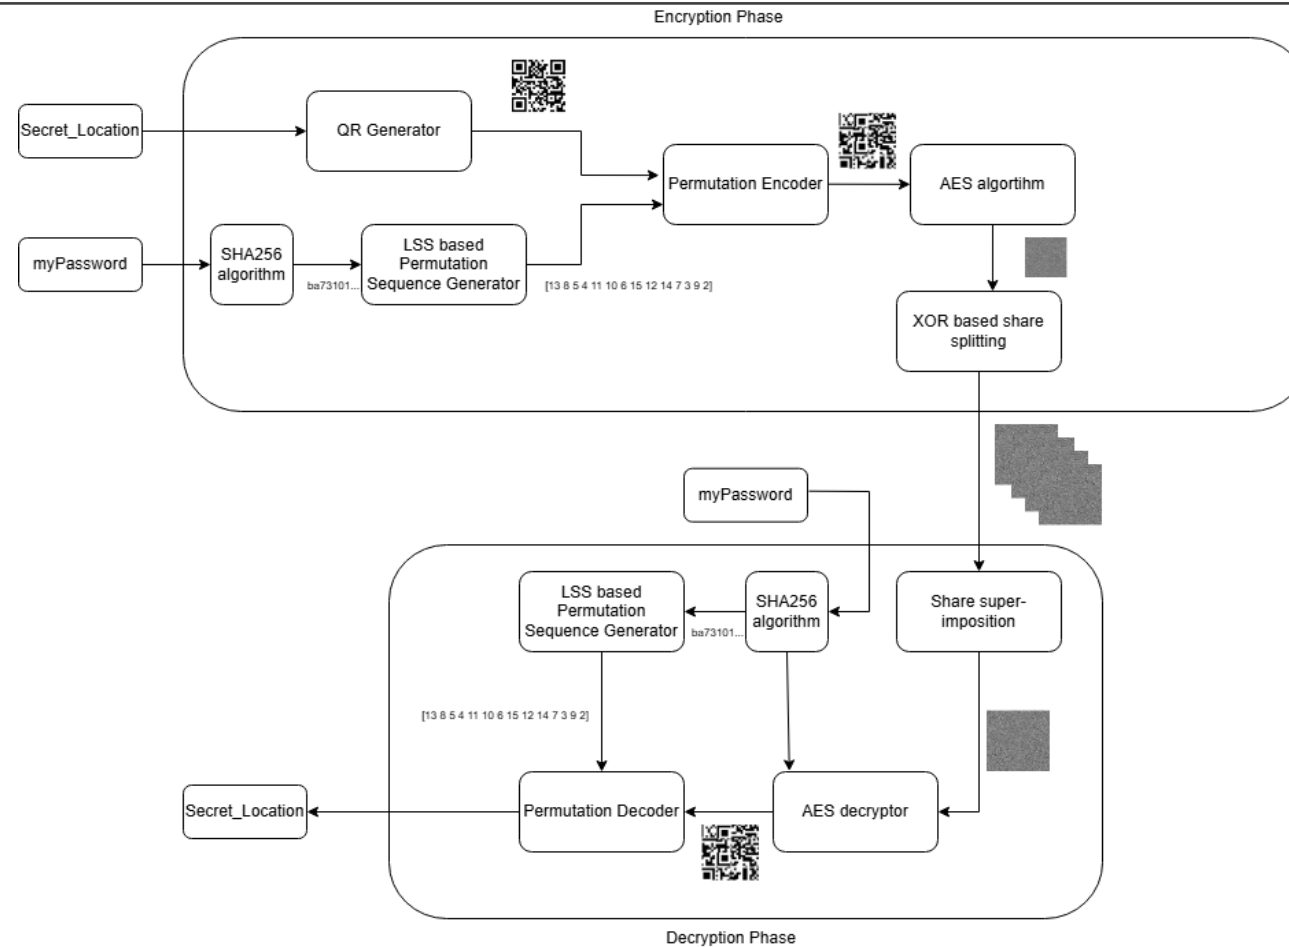 Encryption Phase
Secret_Location
QR Generator
Permutation Encoder
AES algortihm
myPassword
SHA256
algorithm
ba73101...
LSS based
Permutation
Sequence Generator
[13 8 5 4 11 10 6 15 12 14 7 3 9 2]
XOR based share
splitting
myPassword
LSS based
Permutation
Sequence Generator
ba73101...
SHA256
algorithm
Share super-
imposition
[13 8 5 4 11 10 6 15 12 14 7 3 9 2]
Secret_Location
Permutation Decoder
AES decryptor
Decryption Phase